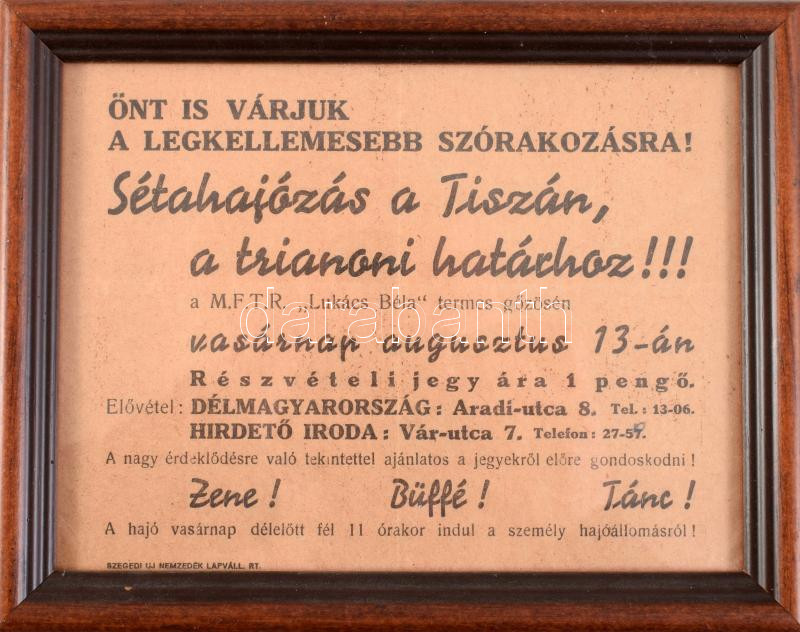 ÖNT IS VÁRJUK
A LEGKELLEMESEBB SZÓRAKOZÁSRA!
Sétahajózás a Tiszán,
a trianoni határhoz!!!
a M.F.T.R. „Lukács Béla“ termes gőzösén
vasárnap augusztus 13-án
Részvételi jegy ára 1 pengő.
Elővétel: DÉLMAGYARORSZÁG: Aradi-utca 8. Tel.: 13-06.
HIRDETŐ IRODA: Vár-utca 7. Telefon: 27-59.
A nagy érdeklődésre való tekintettel ajánlatos a jegyekről előre gondoskodni!
Zene! Büffé! Tánc!
A hajó vasárnap délelőtt fél 11 órakor indul a személy hajóállomásról!
SZEGEDI UJ NEMZEDÉK LAPVÁLL. RT.
darabanth